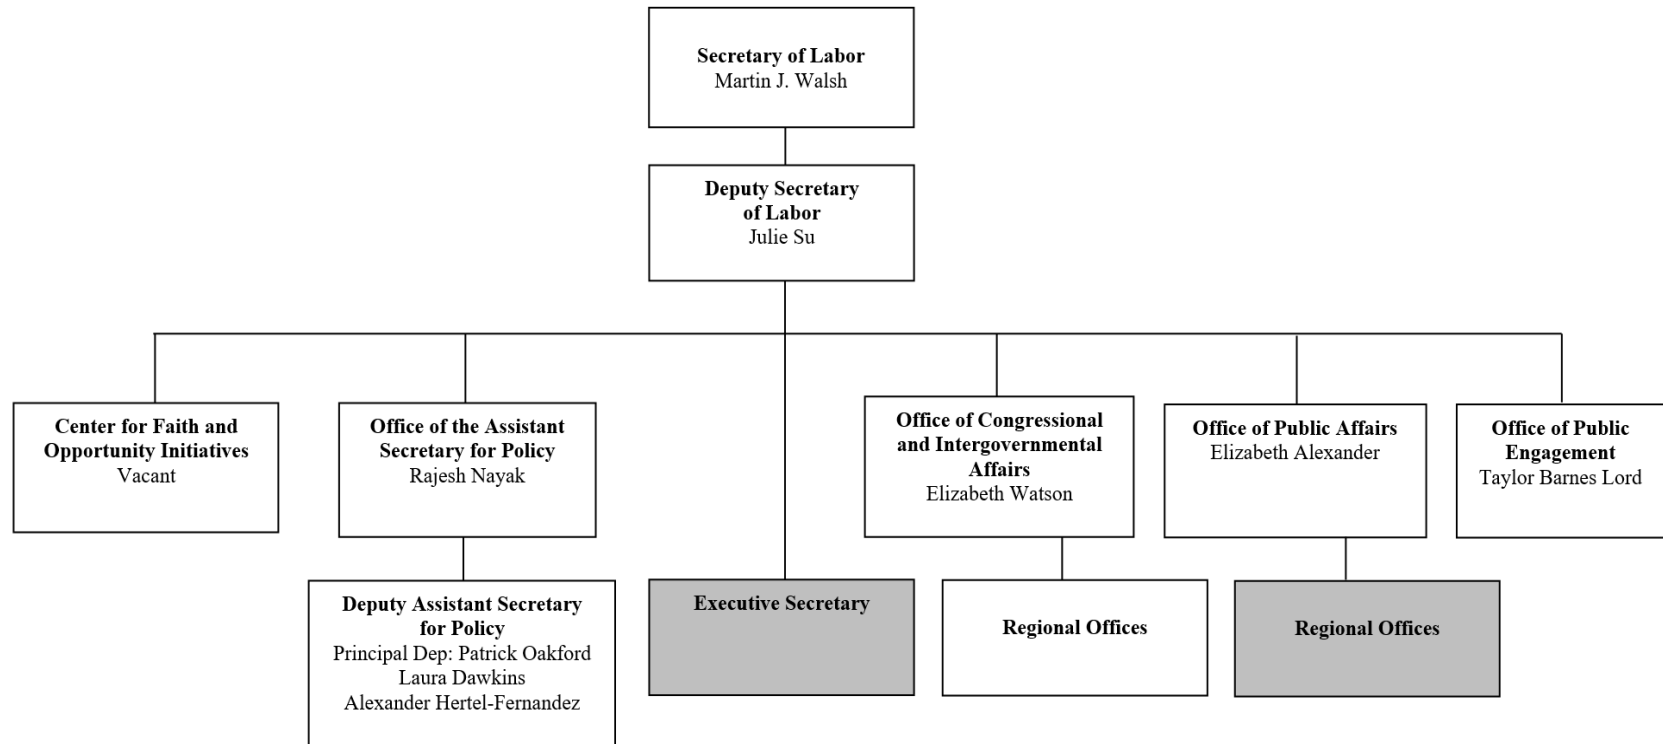 Secretary of Labor
Martin J. Walsh
Deputy Secretary
of Labor
Julie Su
Center for Faith and
Opportunity Initiatives
Vacant
Office of the Assistant
Secretary for Policy
Rajesh Nayak
Office of Congressional
and Intergovernmental
Affairs
Elizabeth Watson
Office of Public Affairs
Elizabeth Alexander
Office of Public
Engagement
Taylor Barnes Lord
Deputy Assistant Secretary
for Policy
Principal Dep: Patrick Oakford
Laura Dawkins
Alexander Hertel-Fernandez
Executive Secretary
Regional Offices
Regional Offices